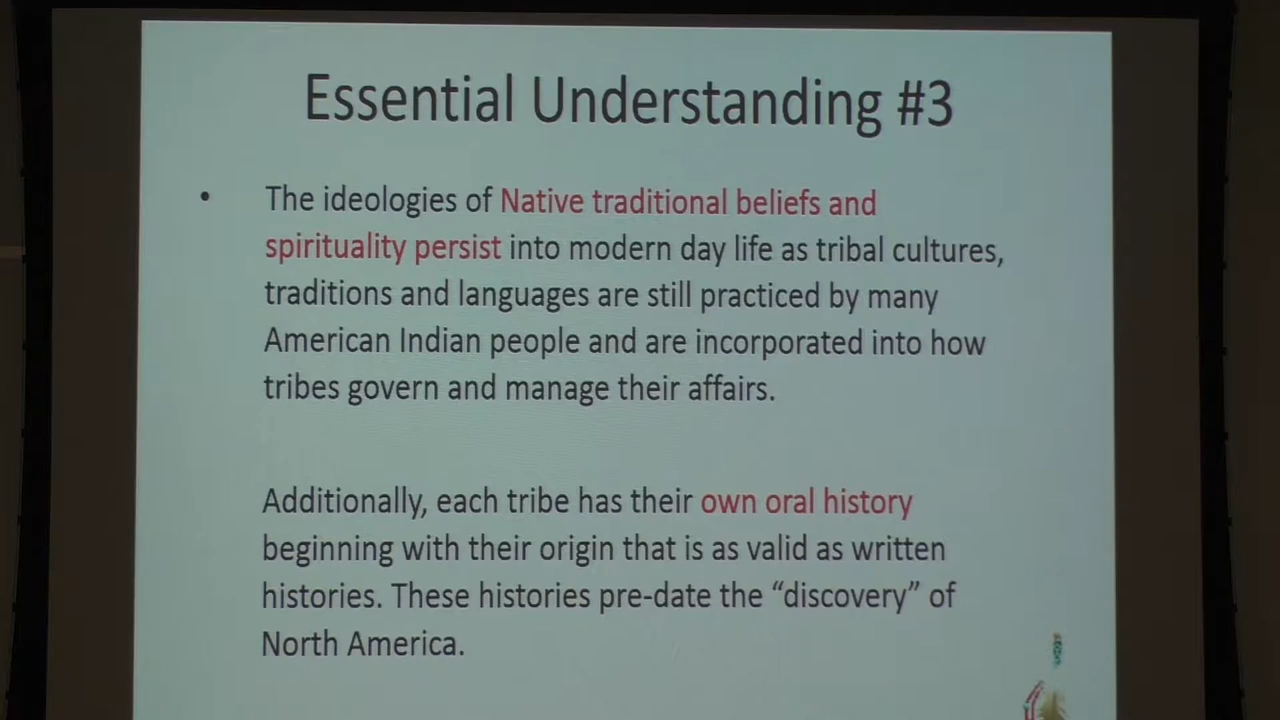 Essential Understanding #3
• The ideologies of Native traditional beliefs and
spirituality persist into modern day life as tribal cultures,
traditions and languages are still practiced by many
American Indian people and are incorporated into how
tribes govern and manage their affairs.
Additionally, each tribe has their own oral history
beginning with their origin that is as valid as written
histories. These histories pre-date the “discovery” of
North America.